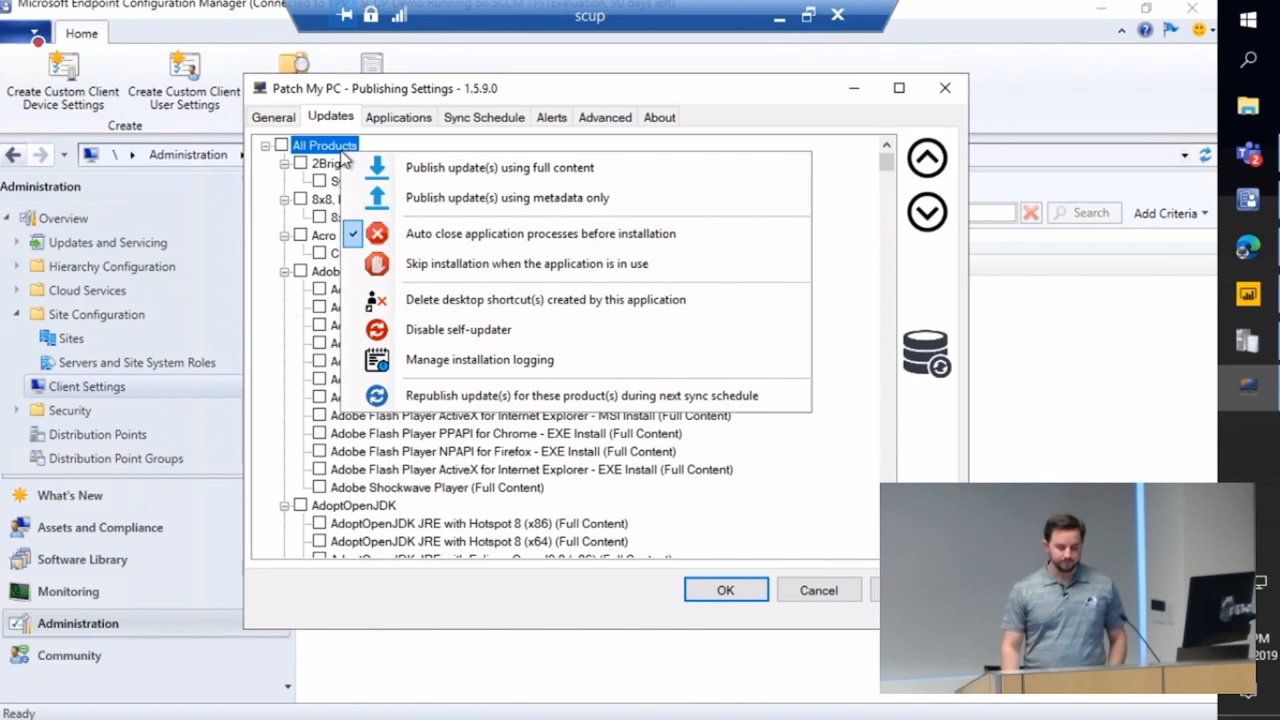 Microsoft Endpoint Configuration Manager (Connected to
scup
Home
Create Custom Client Device Settings
Create Custom Client User Settings
Create
\ Administration
Search
Add Criteria
Administration
Overview
Updates and Servicing
Hierarchy Configuration
Cloud Services
Site Configuration
Sites
Servers and Site System Roles
Client Settings
Security
Distribution Points
Distribution Point Groups
What's New
Assets and Compliance
Software Library
Monitoring
Administration
Community
Ready
Patch My PC - Publishing Settings - 1.5.9.0
General
Updates
Applications
Sync Schedule
Alerts
Advanced
About
All Products
8x8,
Acro
Publish update(s) using full content
Publish update(s) using metadata only
Auto close application processes before installation
Skip installation when the application is in use
Delete desktop shortcut(s) created by this application
Disable self-updater
Manage installation logging
Republish update(s) for these product(s) during next sync schedule
Adobe Flash Player ActiveX for Internet Explorer - MSI Install (Full Content)
Adobe Flash Player PPAPI for Chrome - EXE Install (Full Content)
Adobe Flash Player NPAPI for Firefox - EXE Install (Full Content)
Adobe Flash Player ActiveX for Internet Explorer - EXE Install (Full Content)
Adobe Shockwave Player (Full Content)
AdoptOpenJDK
AdoptOpenJDK JRE with Hotspot 8 (x86) (Full Content)
AdoptOpenJDK JRE with Hotspot 8 (x64) (Full Content)
OK
Cancel
PM
2019